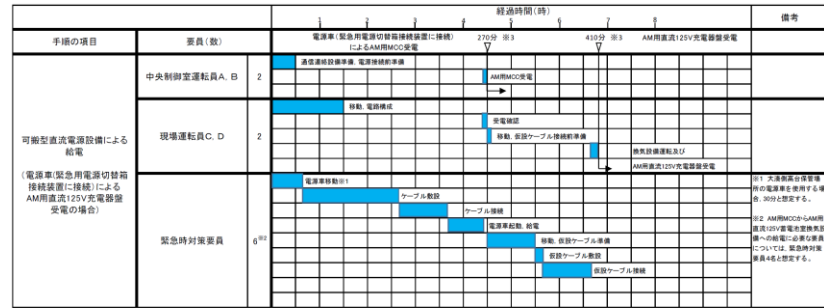 経過時間(時)
備考
1 2 3 4 5 6 7 8
手順の項目
要員(数)
電源車(緊急用電源切替箱接続装置に接続)
によるAM用MCC受電
270分 ※3
410分 ※3
AM用直流125V充電器盤受電
可搬型直流電源設備による
給電
(電源車(緊急用電源切替箱
接続装置に接続)による
AM用直流125V充電器盤
受電の場合)
中央制御室運転員A, B
2
通信連絡設備準備, 電源接続前準備
AM用MCC受電
現場運転員C, D
2
移動, 電路構成
受電確認
移動, 仮設ケーブル接続前準備
換気設備運転及び
AM用直流125V充電器盤受電
緊急時対策要員
6※2
電源車移動※1
ケーブル敷設
ケーブル接続
電源車起動, 給電
移動, 仮設ケーブル準備
仮設ケーブル敷設
仮設ケーブル接続
※1 大湊側高台保管場
所の電源車を使用する場
合, 30分と想定する。
※2 AM用MCCからAM用
直流125V蓄電池室換気設
備への給電に必要な要員
については, 緊急時対策
要員4名と想定する。